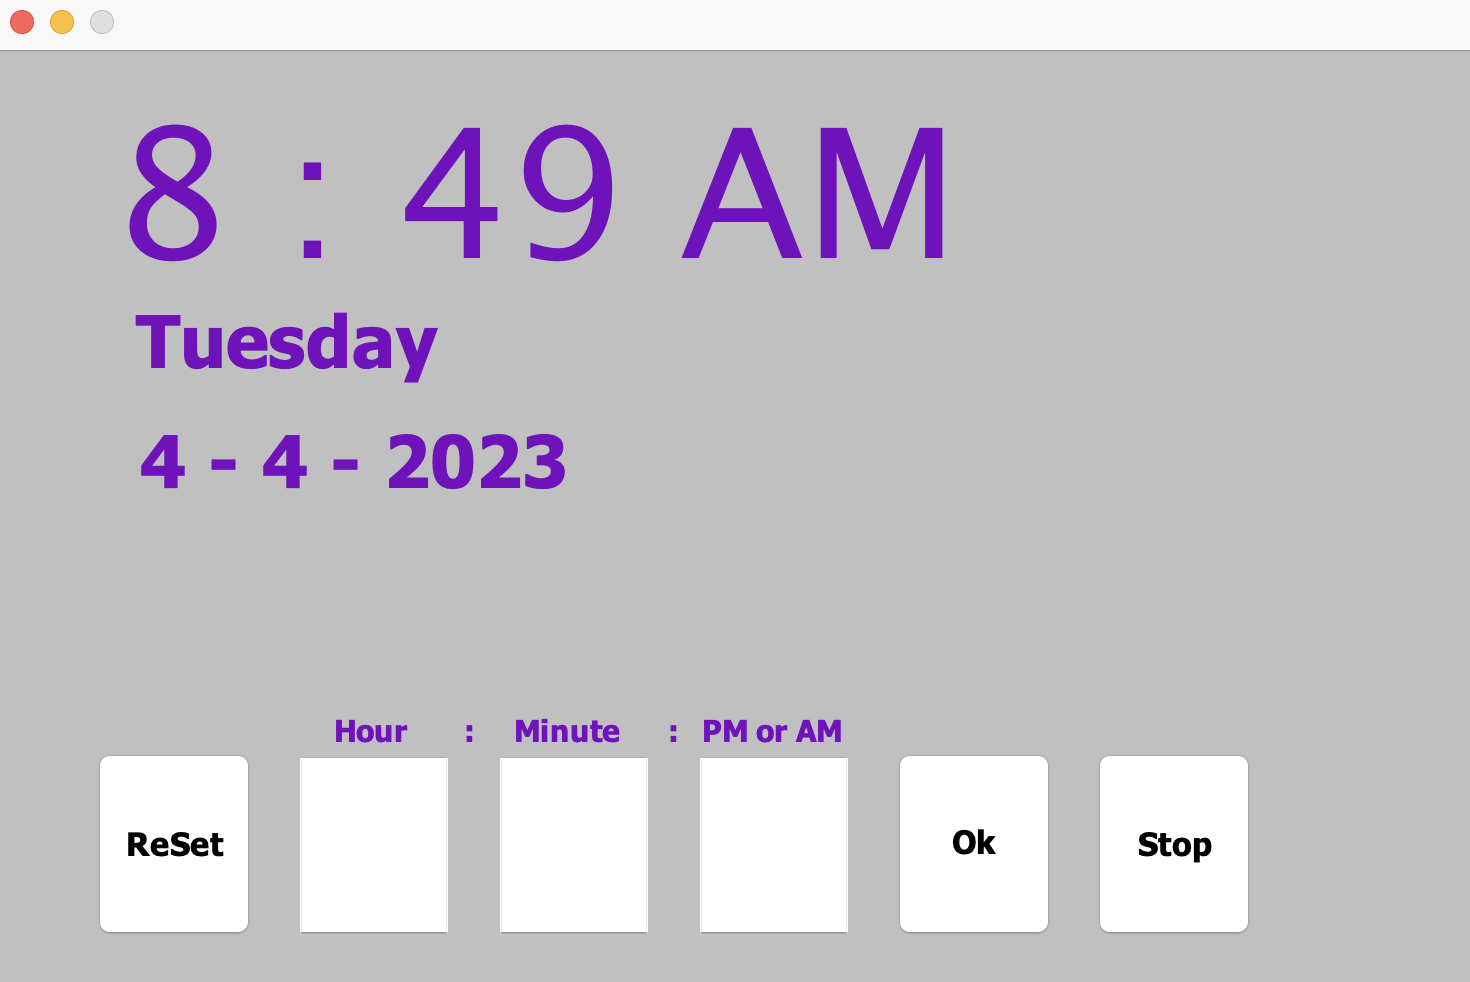 8 : 49 AM
Tuesday
4 - 4 - 2023
Hour : Minute : PM or AM
ReSet Ok Stop